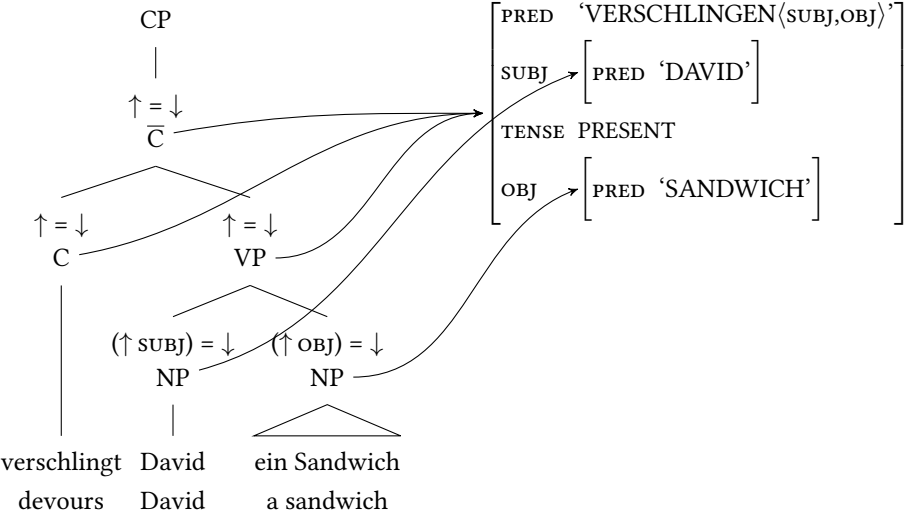 CP
↑ = ↓
C̅
↑ = ↓
C
↑ = ↓
VP
(↑ SUBJ) = ↓
NP
(↑ OBJ) = ↓
NP
verschlingt David ein Sandwich
devours David a sandwich
PRED ‘VERSCHLINGEN⟨SUBJ,OBJ⟩’
SUBJ [PRED ‘DAVID’]
TENSE PRESENT
OBJ [PRED ‘SANDWICH’]